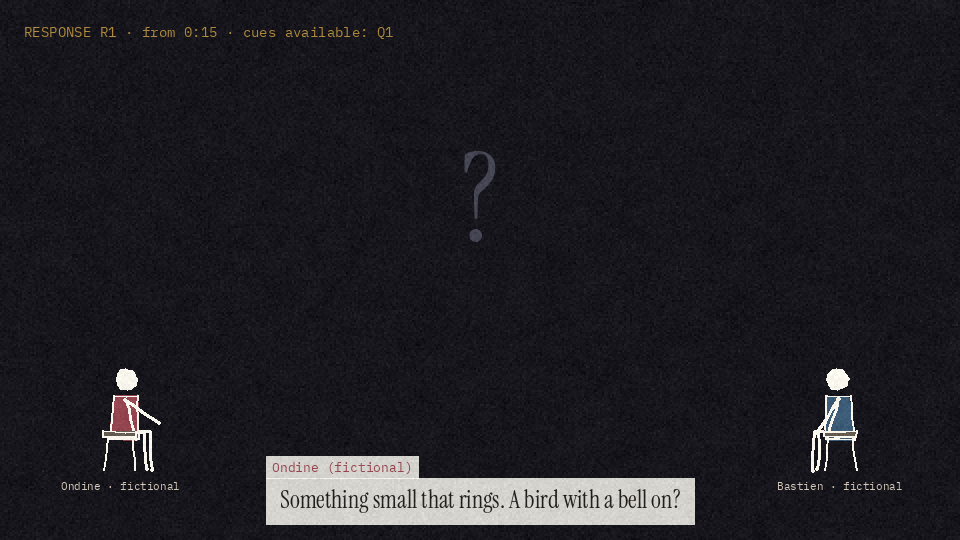 RESPONSE R1 · from 0:15 · cues available: Q1
?
Ondine · fictional
Bastien · fictional
Ondine (fictional)
Something small that rings. A bird with a bell on?